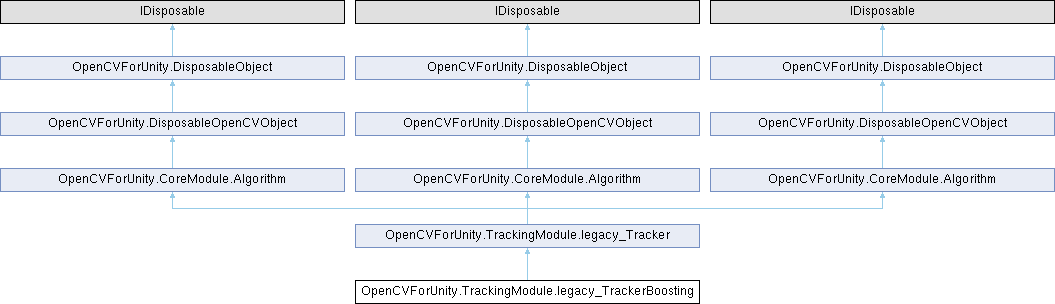 IDisposable IDisposable IDisposable
OpenCVForUnity.DisposableObject OpenCVForUnity.DisposableObject OpenCVForUnity.DisposableObject
OpenCVForUnity.DisposableOpenCVObject OpenCVForUnity.DisposableOpenCVObject OpenCVForUnity.DisposableOpenCVObject
OpenCVForUnity.CoreModule.Algorithm OpenCVForUnity.CoreModule.Algorithm OpenCVForUnity.CoreModule.Algorithm
OpenCVForUnity.TrackingModule.legacy_Tracker
OpenCVForUnity.TrackingModule.legacy_TrackerBoosting